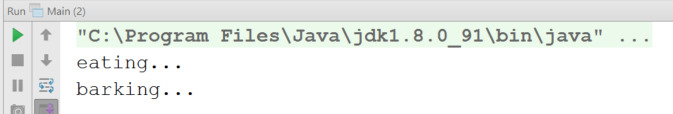 Run Main (2)
"C:\Program Files\Java\jdk1.8.0_91\bin\java" ...
eating...
barking...